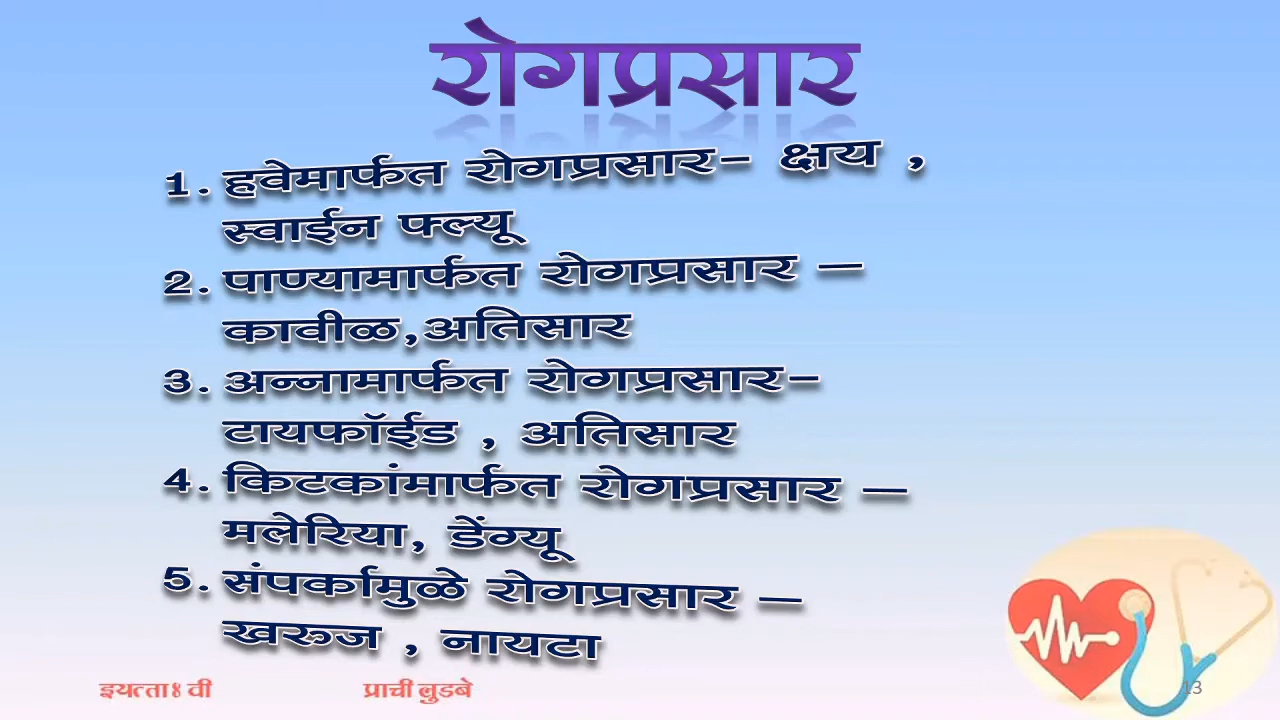 रोगप्रसार
1. हवेमार्फत रोगप्रसार– क्षय ,
स्वाईन फ्ल्यू
2. पाण्यामार्फत रोगप्रसार –
कावीळ,अतिसार
3. अन्नामार्फत रोगप्रसार–
टायफॉईड , अतिसार
4. किटकांमार्फत रोगप्रसार –
मलेरिया, डेंग्यू
5. संपर्कामुळे रोगप्रसार –
खरुज , नायटा
इयत्ता ८ वी
प्राची लुडबे
13